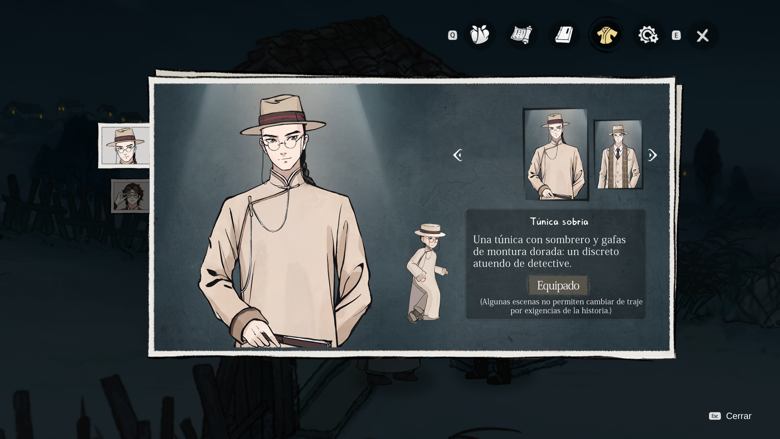 Q
E
Túnica sobria
Una túnica con sombrero y gafas
de montura dorada: un discreto
atuendo de detective.
Equipado
(Algunas escenas no permiten cambiar de traje
por exigencias de la historia.)
Esc Cerrar